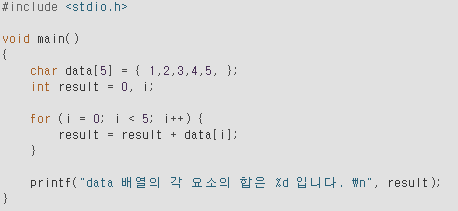 #include <stdio.h>
void main()
{
char data[5] = { 1,2,3,4,5, };
int result = 0, i;
for (i = 0; i < 5; i++) {
result = result + data[i];
}
printf("data 배열의 각 요소의 합은 %d 입니다. ₩n", result);
}